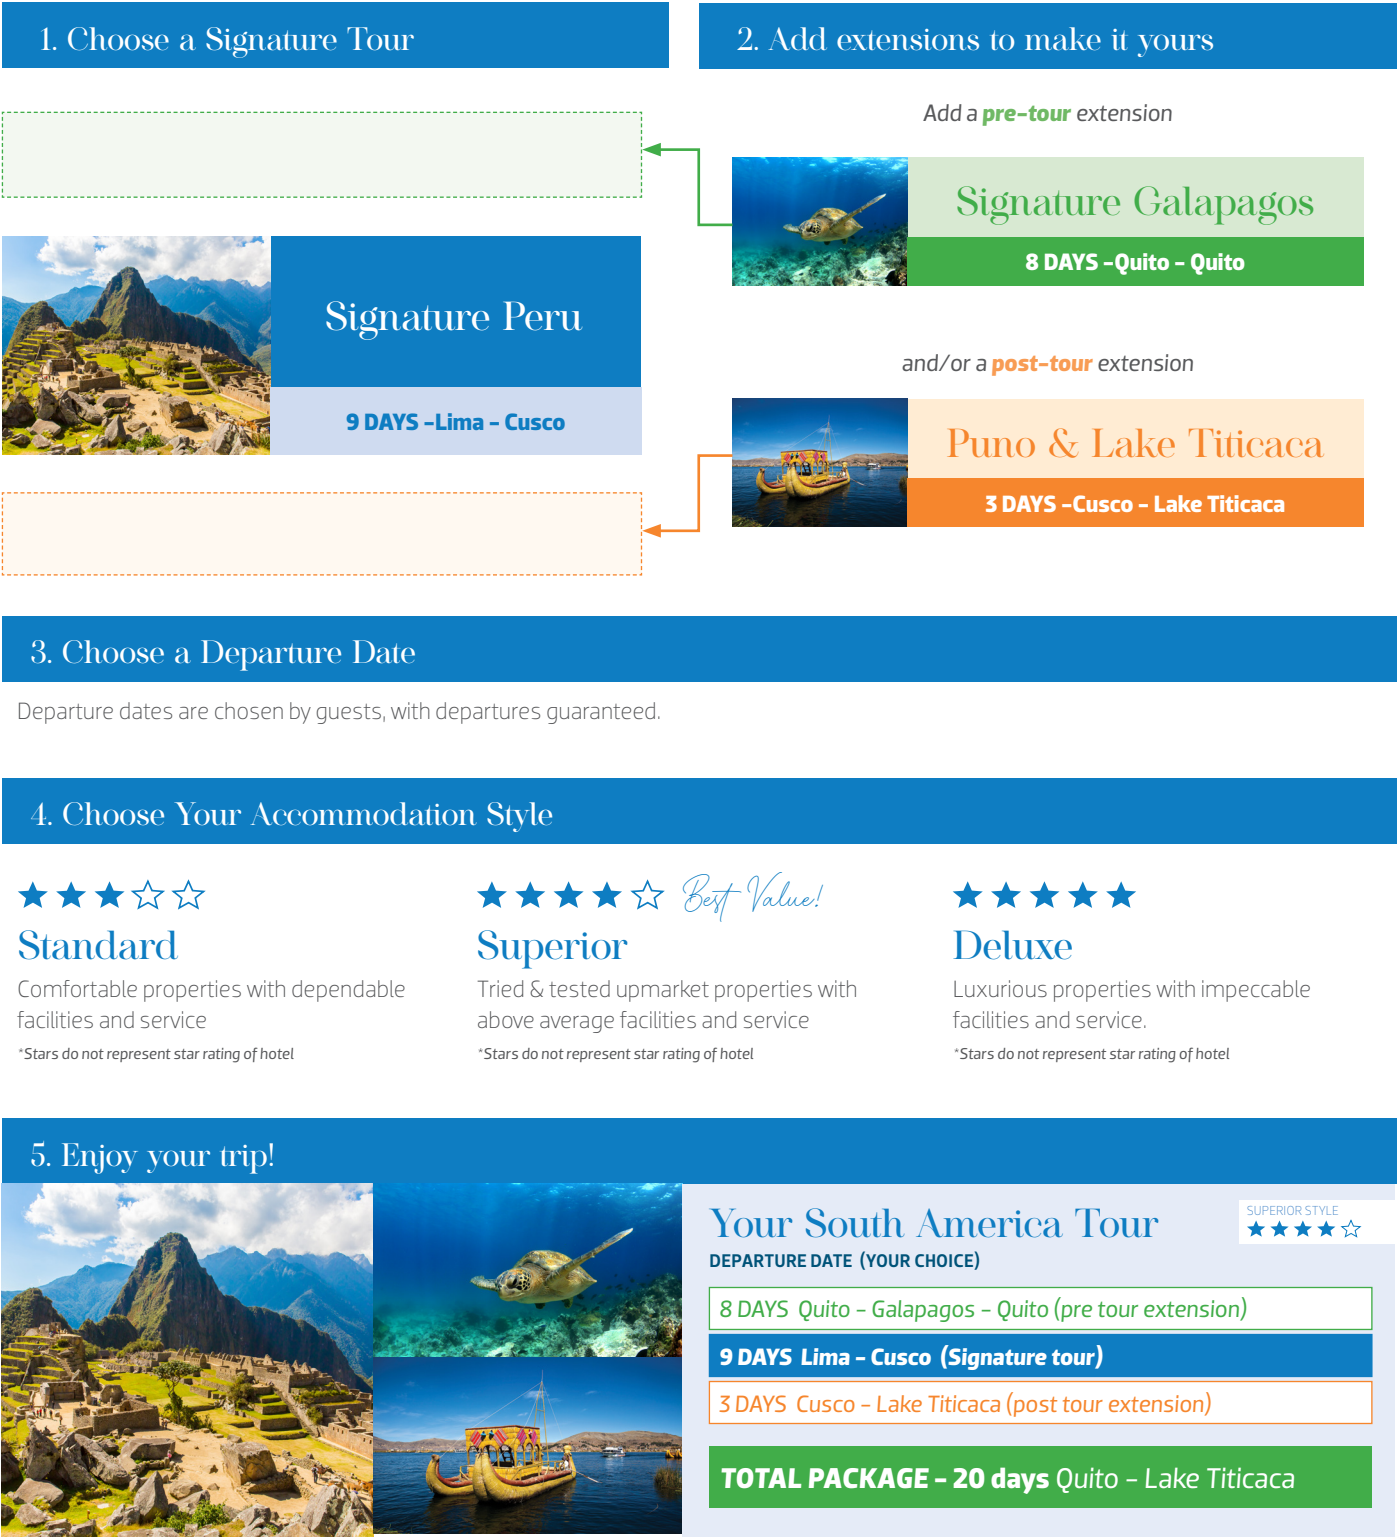 1. Choose a Signature Tour
2. Add extensions to make it yours
Add a pre-tour extension
Signature Galapagos
8 DAYS -Quito - Quito
Signature Peru
9 DAYS -Lima - Cusco
and/or a post-tour extension
Puno & Lake Titicaca
3 DAYS -Cusco - Lake Titicaca
3. Choose a Departure Date
Departure dates are chosen by guests, with departures guaranteed.
4. Choose Your Accommodation Style
Standard
Comfortable properties with dependable
facilities and service
*Stars do not represent star rating of hotel
Best Value!
Superior
Tried & tested upmarket properties with
above average facilities and service
*Stars do not represent star rating of hotel
Deluxe
Luxurious properties with impeccable
facilities and service.
*Stars do not represent star rating of hotel
5. Enjoy your trip!
Your South America Tour
SUPERIOR STYLE
DEPARTURE DATE (YOUR CHOICE)
8 DAYS Quito - Galapagos - Quito (pre tour extension)
9 DAYS Lima - Cusco (Signature tour)
3 DAYS Cusco - Lake Titicaca (post tour extension)
TOTAL PACKAGE - 20 days Quito - Lake Titicaca